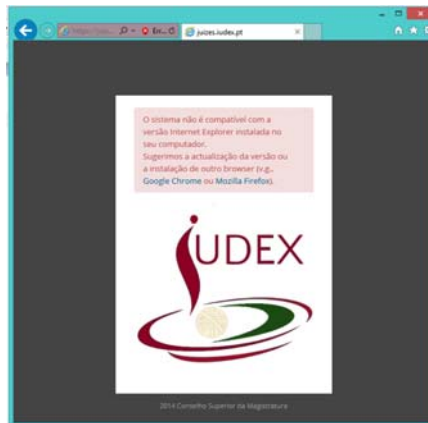 juizes.iudex.pt
O sistema não é compatível com a
versão Internet Explorer instalada no
seu computador.
Sugerimos a actualização da versão ou
a instalação de outro browser (v.g.,
Google Chrome ou Mozilla Firefox).
iUDEX
2014 Conselho Superior da Magistratura